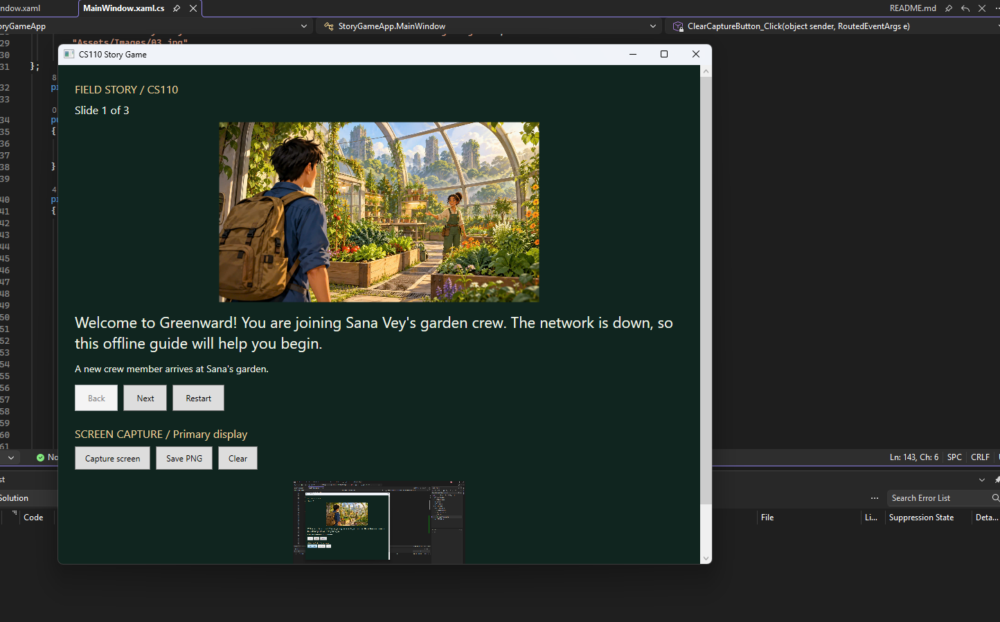 ndow.xaml
MainWindow.xaml.cs
README.md
oryGameApp
StoryGameApp.MainWindow
ClearCaptureButton_Click(object sender, RoutedEventArgs e)
29
"Assets/Images/03.jpg"
CS110 Story Game
30
31
};
8
32
33
0
34
35
{
36
37
38
}
39
4
40
41
{
42
43
44
45
46
47
48
49
50
51
52
53
54
55
56
57
58
59
60
61
FIELD STORY / CS110
Slide 1 of 3
Welcome to Greenward! You are joining Sana Vey's garden crew. The network is down, so
this offline guide will help you begin.
A new crew member arrives at Sana's garden.
Back
Next
Restart
SCREEN CAPTURE / Primary display
Capture screen
Save PNG
Clear
No
Ln: 143, Ch: 6
SPC
CRLF
st
Solution
Search Error List
Code
File
Li...
Suppression State
Deta...